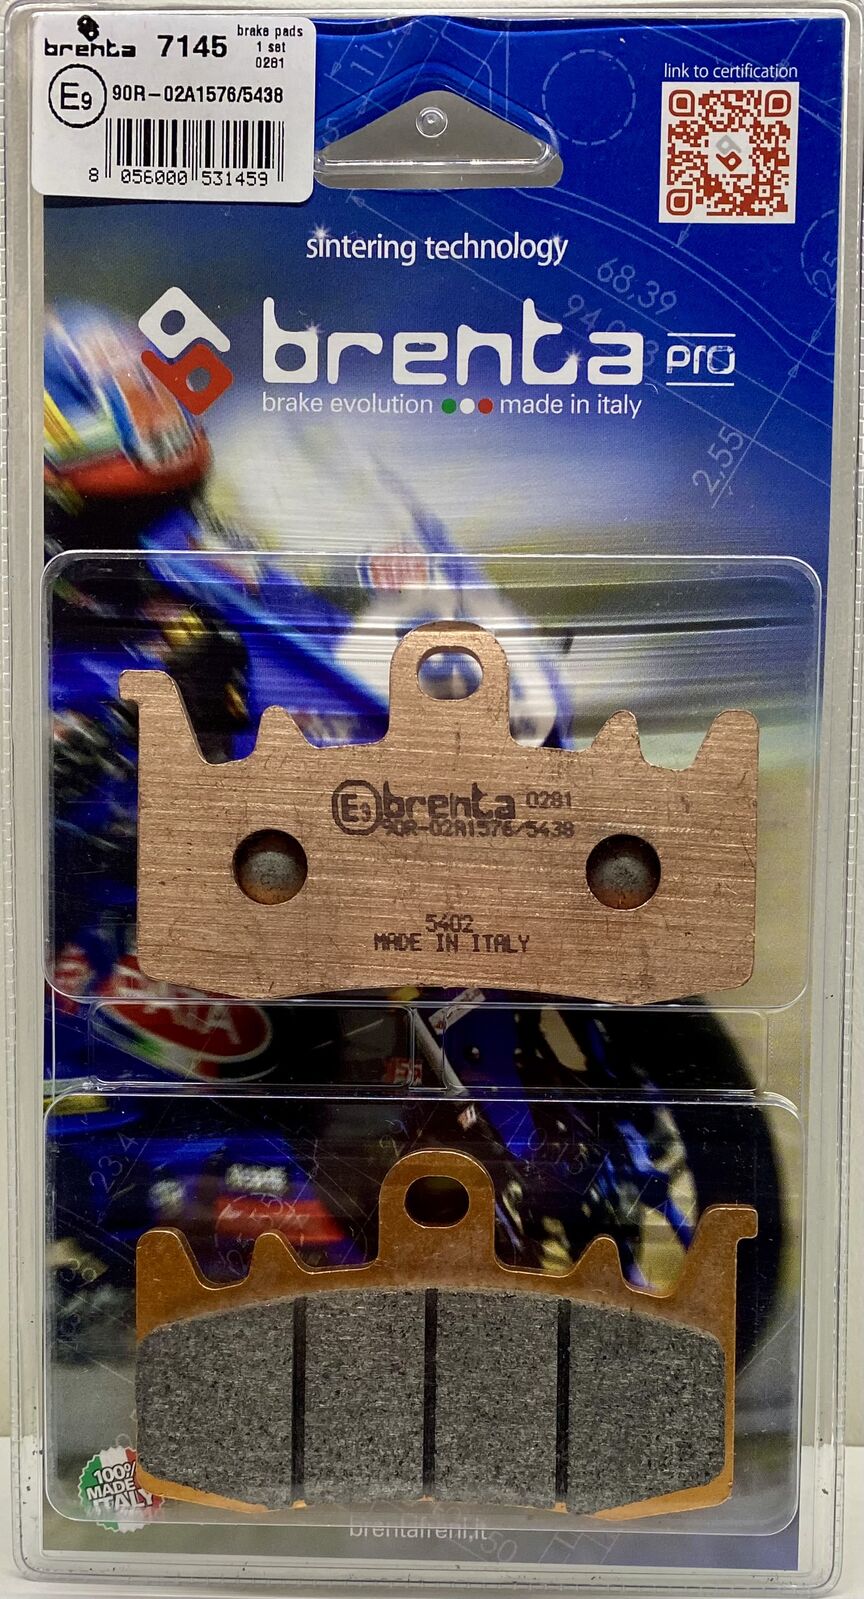 brenta 7145 brake pads
1 set
0281
E9 90R-02A1576/5438
8 056000 531459
link to certification
sintering technology
68,39
brenta pro
brake evolution made in italy
2,55
E9 brenta 0281
90R-02A1576/5438
5402
MADE IN ITALY
100%
MADE
ITALY
brentafreni.it